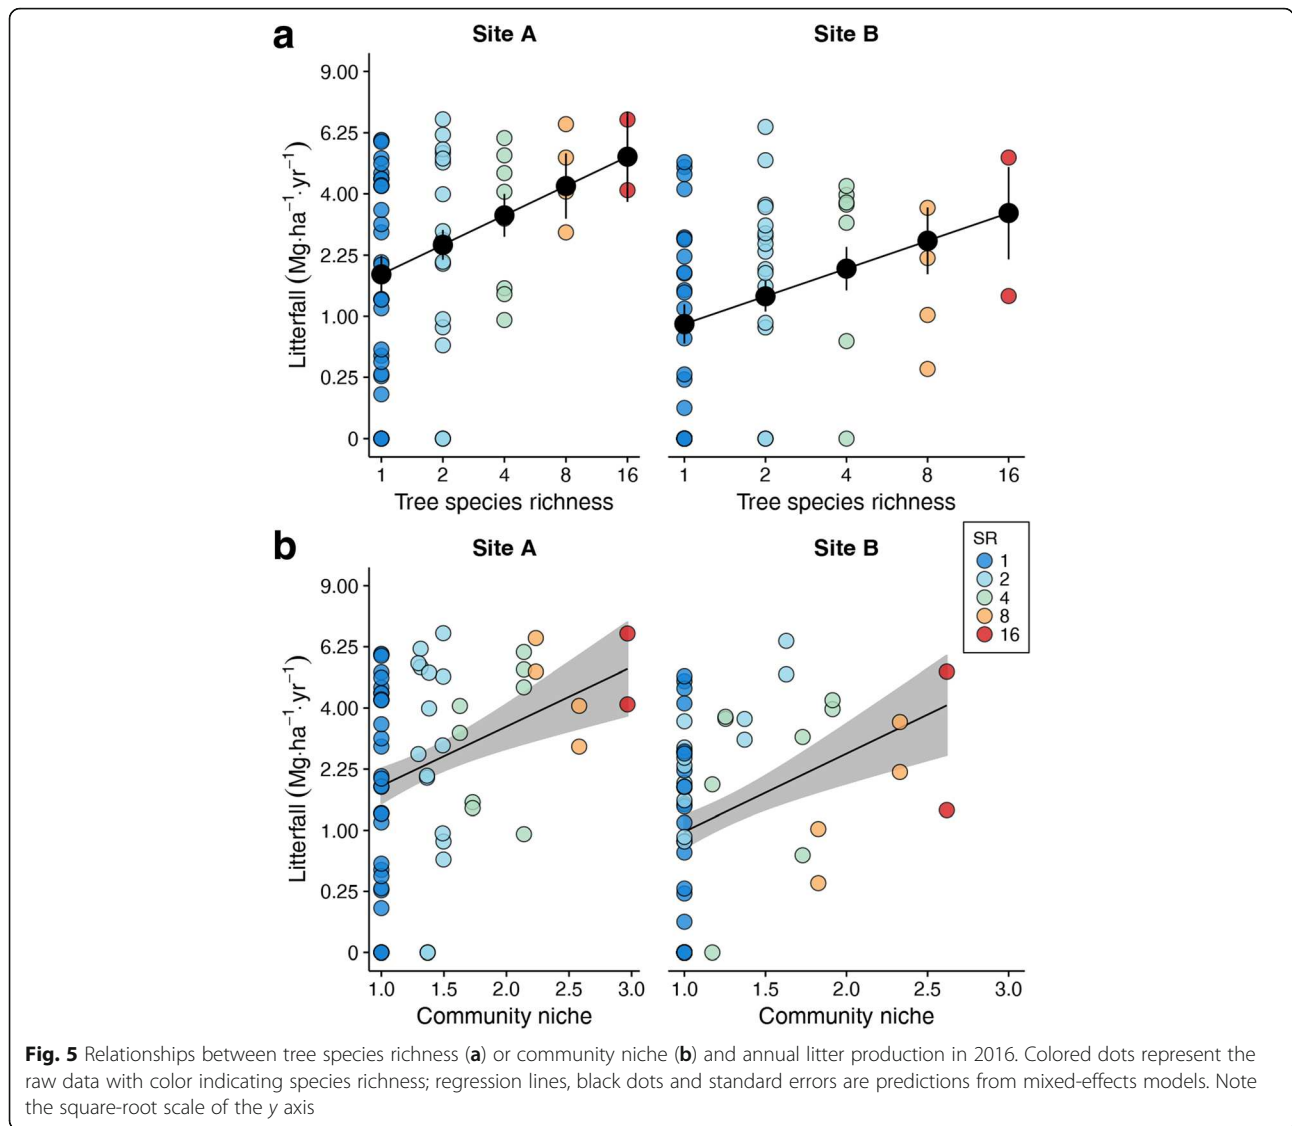 a
Site A
Site B
Litterfall (Mg·ha⁻¹·yr⁻¹)
9.00
6.25
4.00
2.25
1.00
0.25
0
1 2 4 8 16
1 2 4 8 16
Tree species richness
Tree species richness
b
Site A
Site B
SR
1
2
4
8
16
Litterfall (Mg·ha⁻¹·yr⁻¹)
9.00
6.25
4.00
2.25
1.00
0.25
0
1.0 1.5 2.0 2.5 3.0
1.0 1.5 2.0 2.5 3.0
Community niche
Community niche
Fig. 5 Relationships between tree species richness (a) or community niche (b) and annual litter production in 2016. Colored dots represent the
raw data with color indicating species richness; regression lines, black dots and standard errors are predictions from mixed-effects models. Note
the square-root scale of the y axis